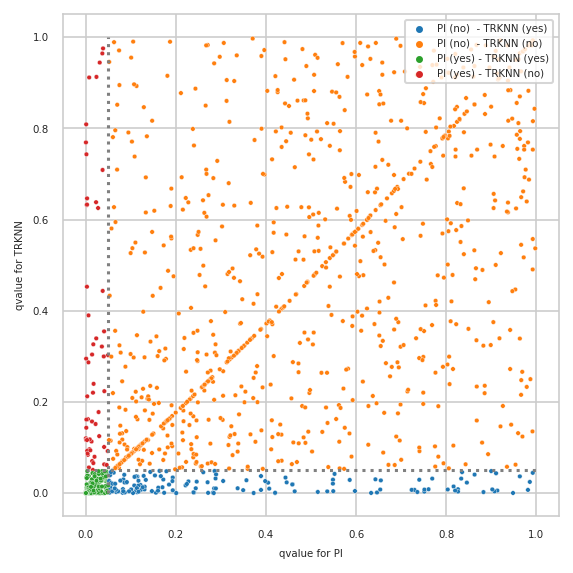 PI (no)  - TRKNN (yes)
PI (no)  - TRKNN (no)
PI (yes) - TRKNN (yes)
PI (yes) - TRKNN (no)
qvalue for TRKNN
1.0
0.8
0.6
0.4
0.2
0.0
0.0 0.2 0.4 0.6 0.8 1.0
qvalue for PI